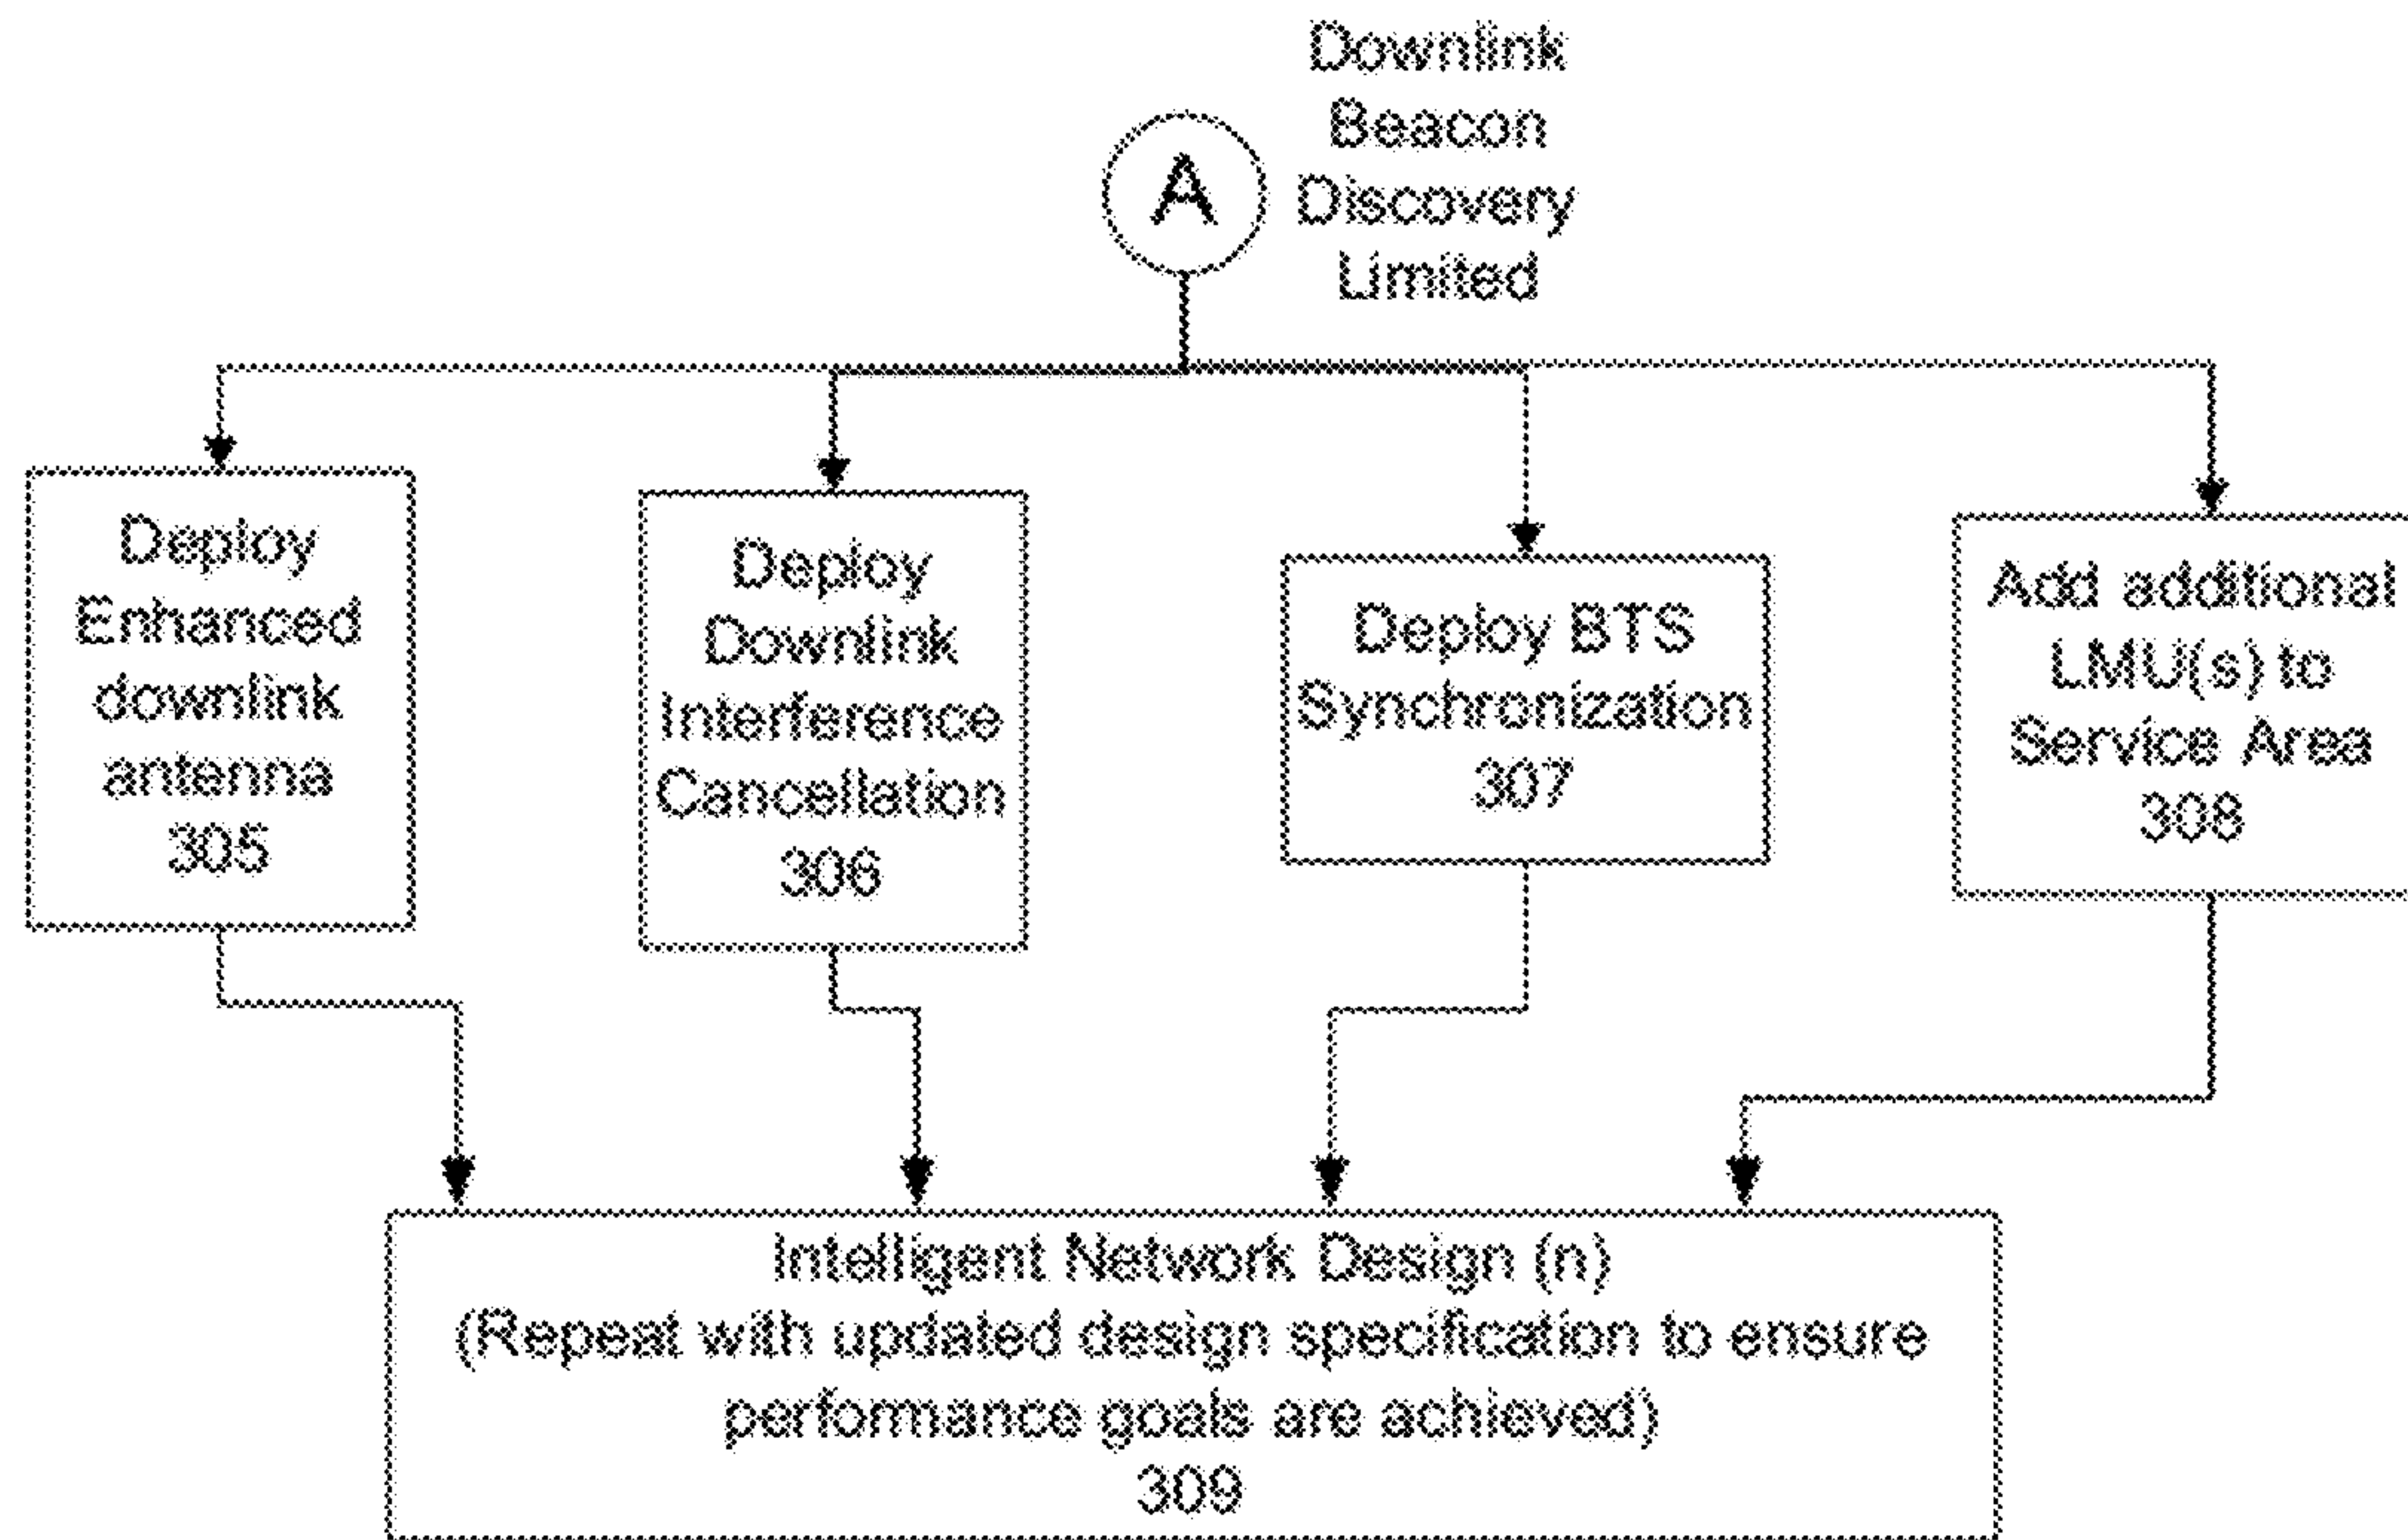 Downlink
Beacon
Discovery
Limited
A
Deploy
Enhanced
downlink
antenna
305
Deploy
Downlink
Interference
Cancellation
306
Deploy BTS
Synchronization
307
Add additional
LMU(s) to
Service Area
308
Intelligent Network Design (n)
(Repeat with updated design specification to ensure
performance goals are achieved)
309